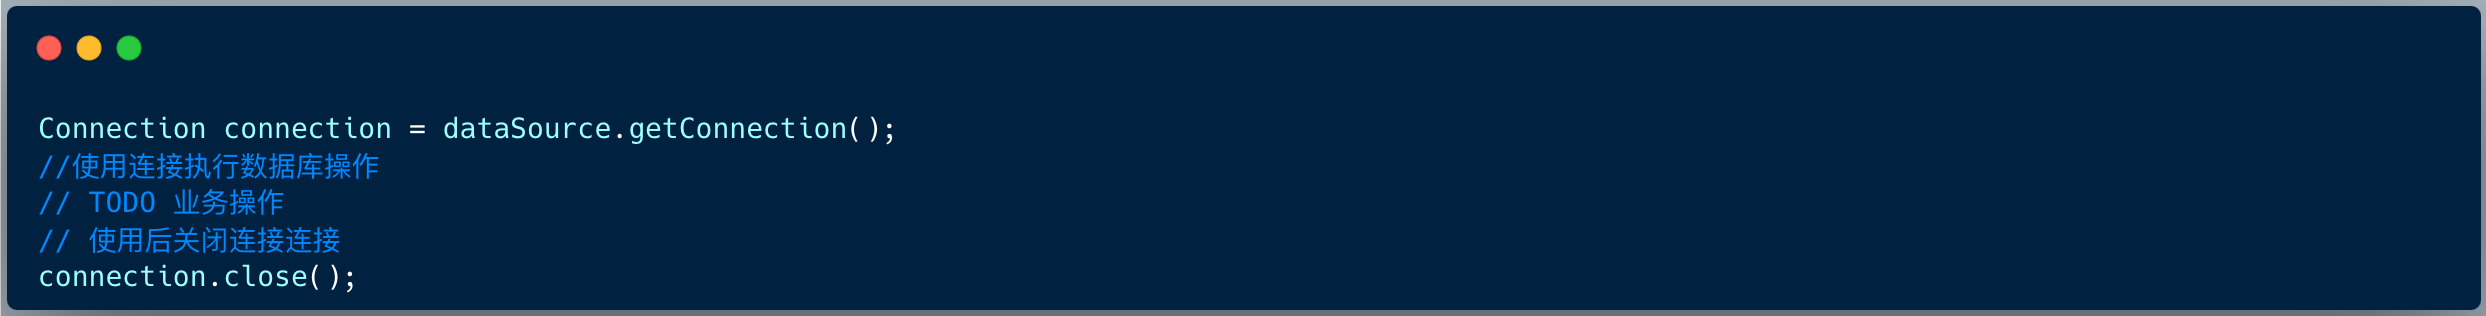 Connection connection = dataSource.getConnection();
//使用连接执行数据库操作
// TODO 业务操作
// 使用后关闭连接连接
connection.close();